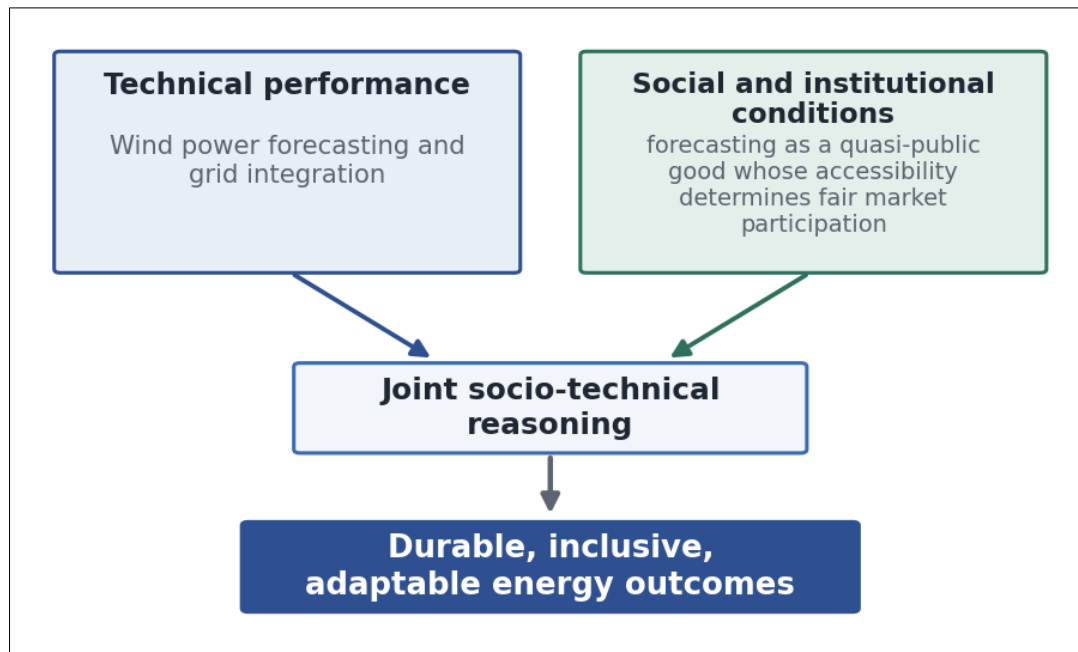 Technical performance
Wind power forecasting and
grid integration
Social and institutional
conditions
forecasting as a quasi-public
good whose accessibility
determines fair market
participation
Joint socio-technical
reasoning
Durable, inclusive,
adaptable energy outcomes